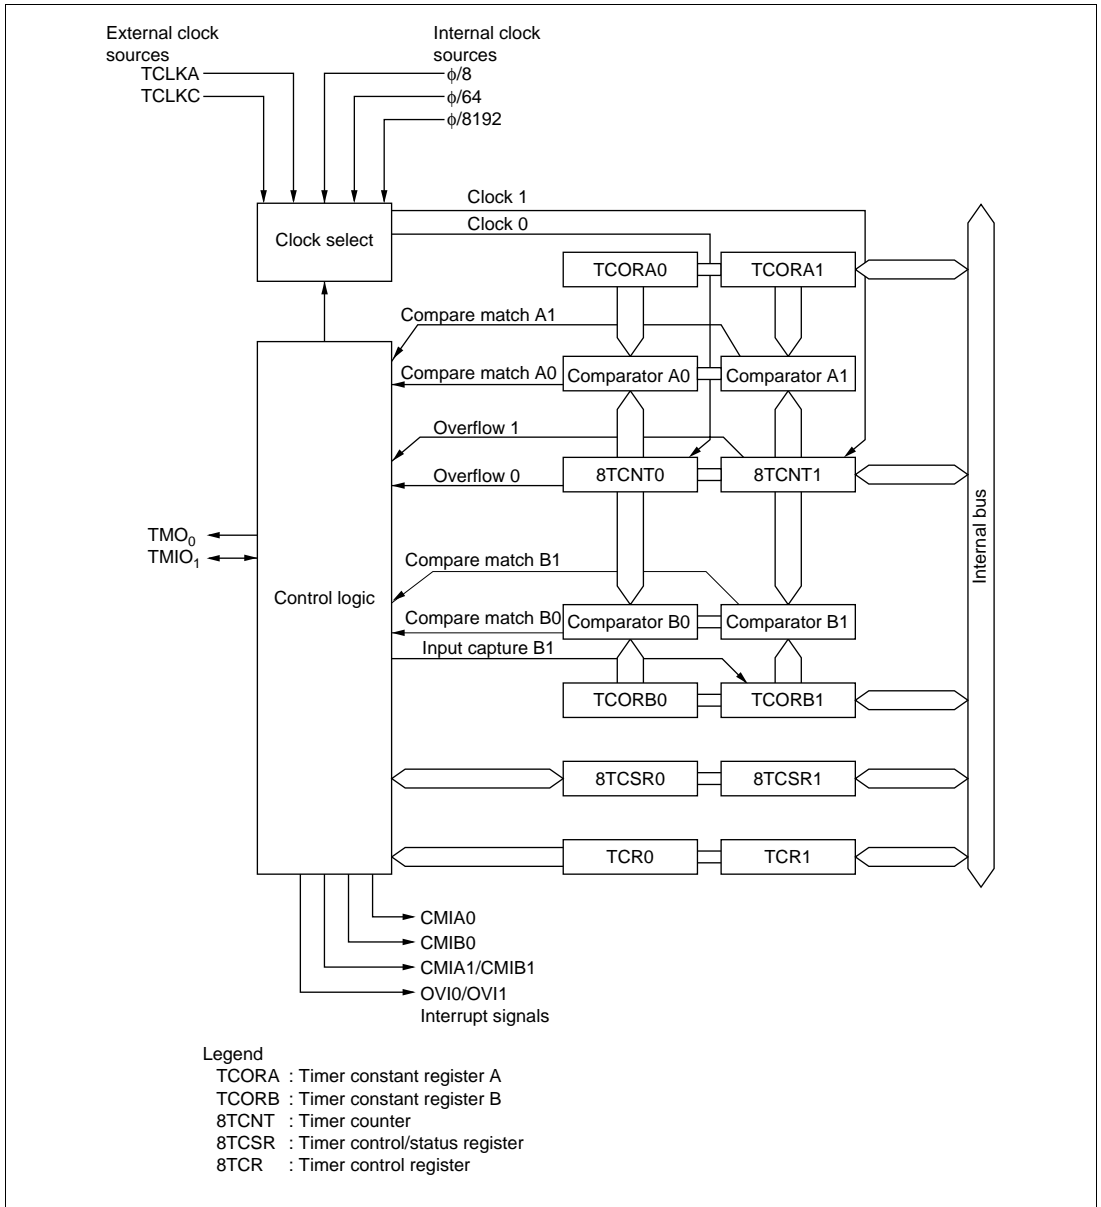 External clock
sources
TCLKA
TCLKC
Internal clock
sources
ϕ/8
ϕ/64
ϕ/8192
Clock 1
Clock 0
Clock select
TCORA0
TCORA1
Compare match A1
Compare match A0
Comparator A0
Comparator A1
Overflow 1
Overflow 0
8TCNT0
8TCNT1
Internal bus
TMO0
TMIO1
Control logic
Compare match B1
Compare match B0
Comparator B0
Comparator B1
Input capture B1
TCORB0
TCORB1
8TCSR0
8TCSR1
TCR0
TCR1
CMIA0
CMIB0
CMIA1/CMIB1
OVI0/OVI1
Interrupt signals
Legend
TCORA : Timer constant register A
TCORB : Timer constant register B
8TCNT : Timer counter
8TCSR : Timer control/status register
8TCR : Timer control register